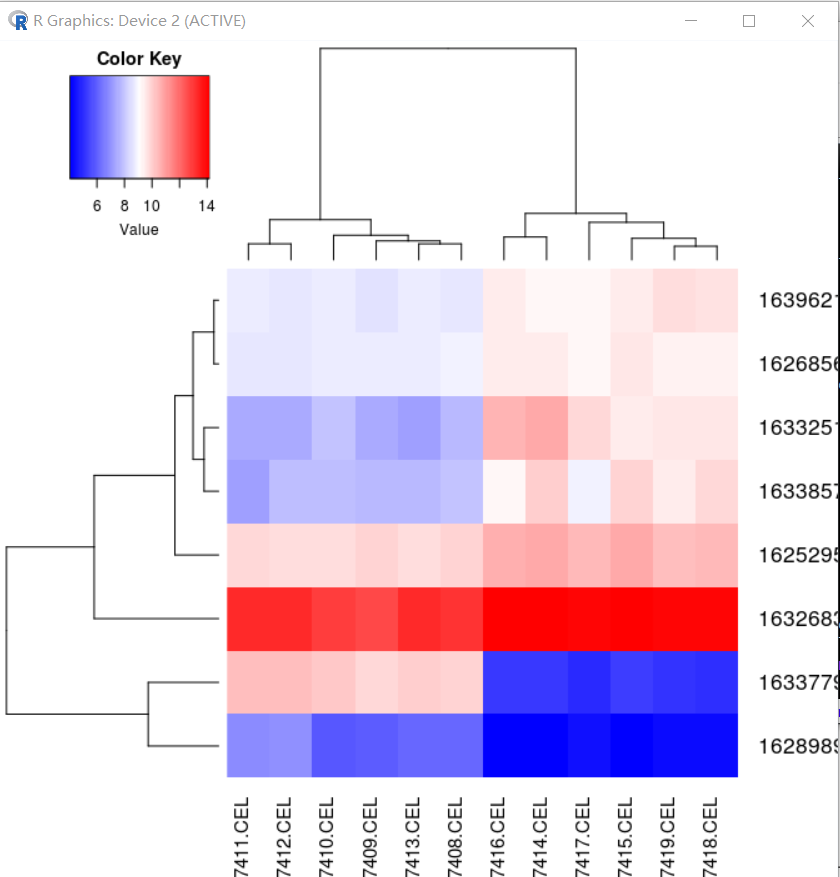 R Graphics: Device 2 (ACTIVE)
Color Key
6 8 10 14
Value
1639621
1626856
1633251
1633857
1625295
1632683
1633779
1628989
7411.CEL
7412.CEL
7410.CEL
7409.CEL
7413.CEL
7408.CEL
7416.CEL
7414.CEL
7417.CEL
7415.CEL
7419.CEL
7418.CEL